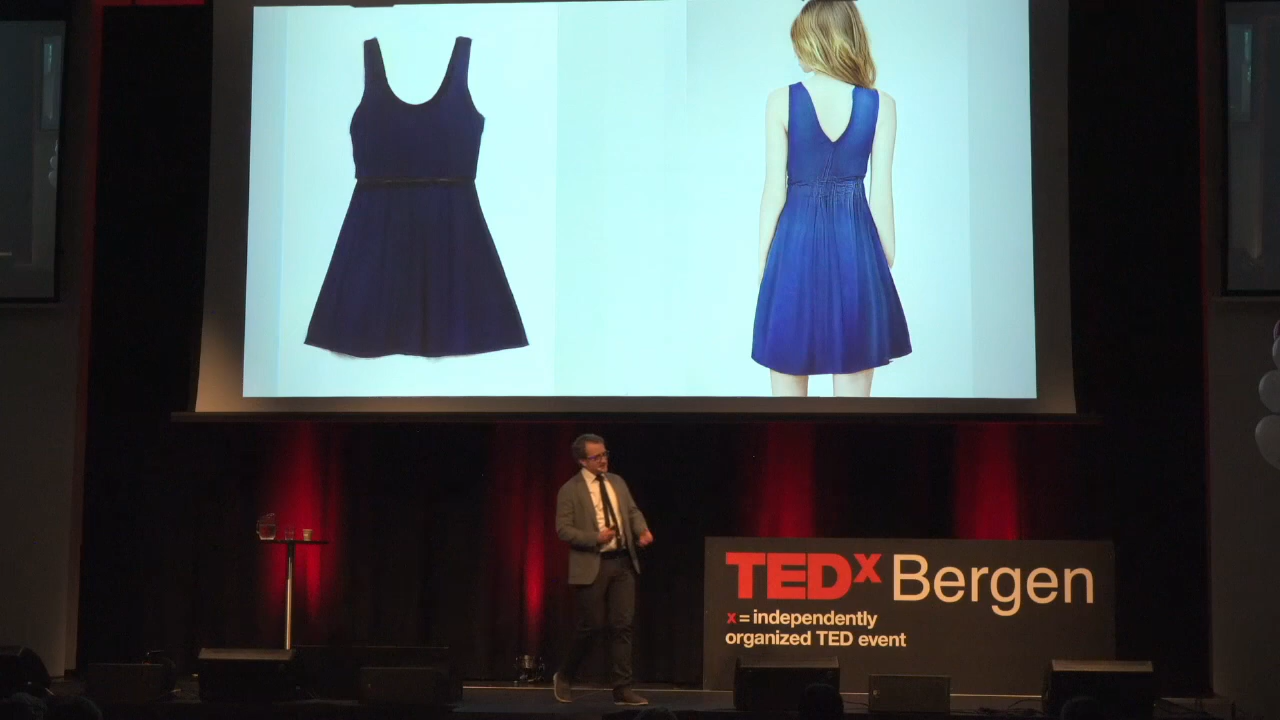 TEDx Bergen
x = independently
organized TED event